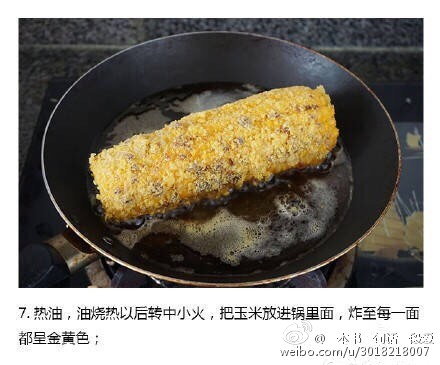 7. 热油，油烧热以后转中小火，把玉米放进锅里面，炸至每一面
都呈金黄色；
weibo.com/u/3018213007